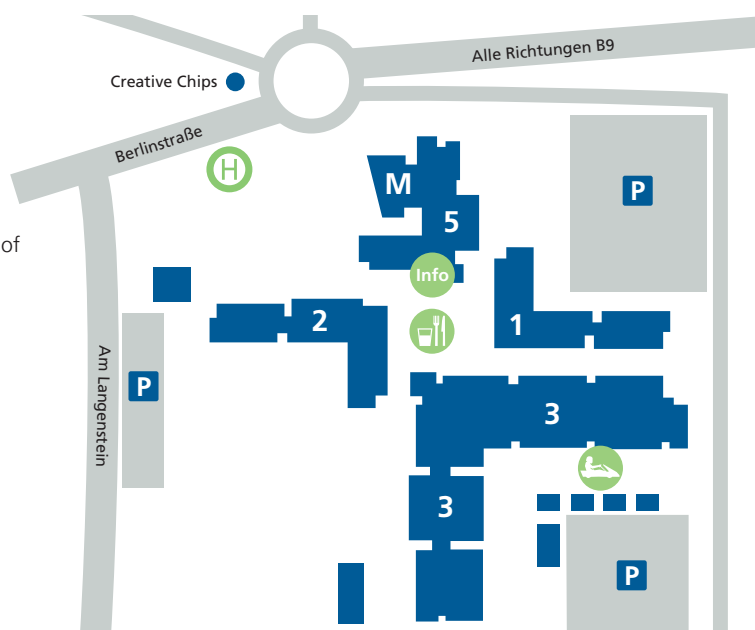 Alle Richtungen B9
Creative Chips
Berlinstraße
H
M
P
5
of
Info
2
1
P
Am Langenstein
3
3
P